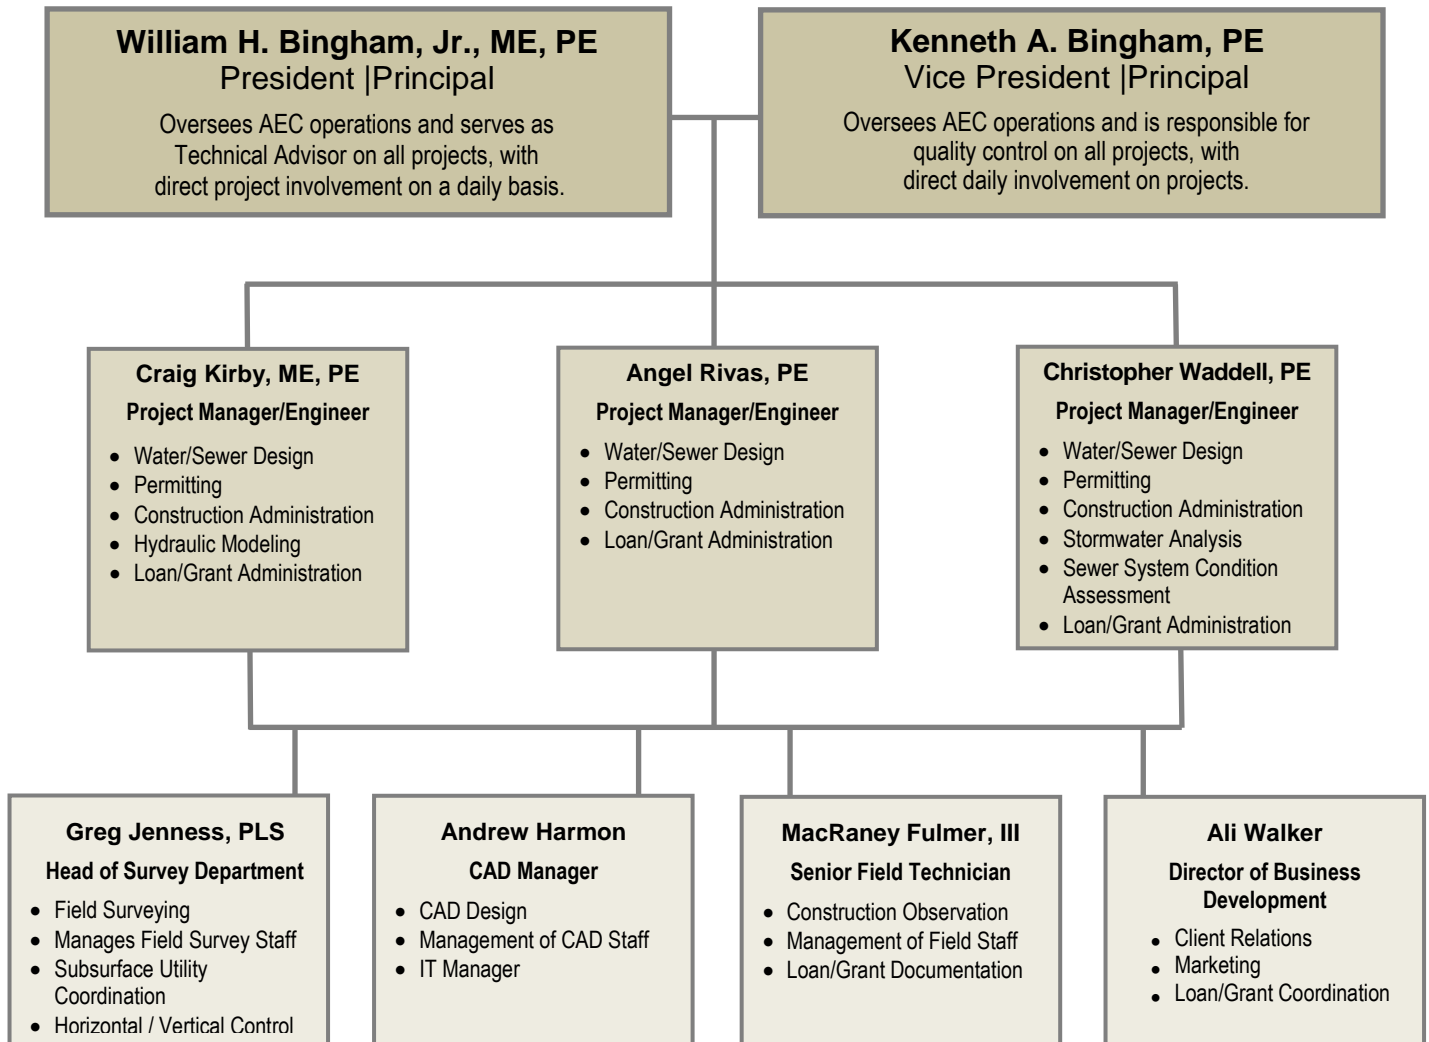 William H. Bingham, Jr., ME, PE
President |Principal
Oversees AEC operations and serves as
Technical Advisor on all projects, with
direct project involvement on a daily basis.
Kenneth A. Bingham, PE
Vice President |Principal
Oversees AEC operations and is responsible for
quality control on all projects, with
direct daily involvement on projects.
Craig Kirby, ME, PE
Project Manager/Engineer
• Water/Sewer Design
• Permitting
• Construction Administration
• Hydraulic Modeling
• Loan/Grant Administration
Angel Rivas, PE
Project Manager/Engineer
• Water/Sewer Design
• Permitting
• Construction Administration
• Loan/Grant Administration
Christopher Waddell, PE
Project Manager/Engineer
• Water/Sewer Design
• Permitting
• Construction Administration
• Stormwater Analysis
• Sewer System Condition
Assessment
• Loan/Grant Administration
Greg Jenness, PLS
Head of Survey Department
• Field Surveying
• Manages Field Survey Staff
• Subsurface Utility
Coordination
• Horizontal / Vertical Control
Andrew Harmon
CAD Manager
• CAD Design
• Management of CAD Staff
• IT Manager
MacRaney Fulmer, III
Senior Field Technician
• Construction Observation
• Management of Field Staff
• Loan/Grant Documentation
Ali Walker
Director of Business
Development
• Client Relations
• Marketing
• Loan/Grant Coordination